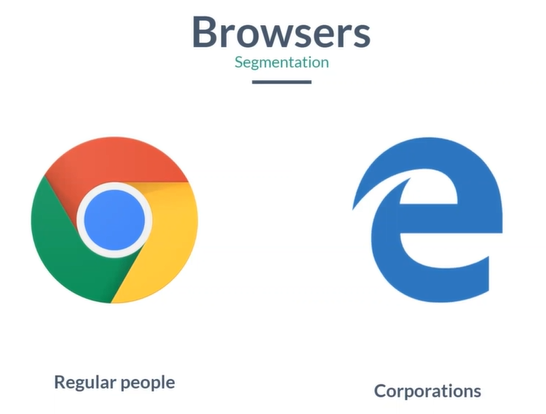 Browsers
Segmentation
Regular people
Corporations